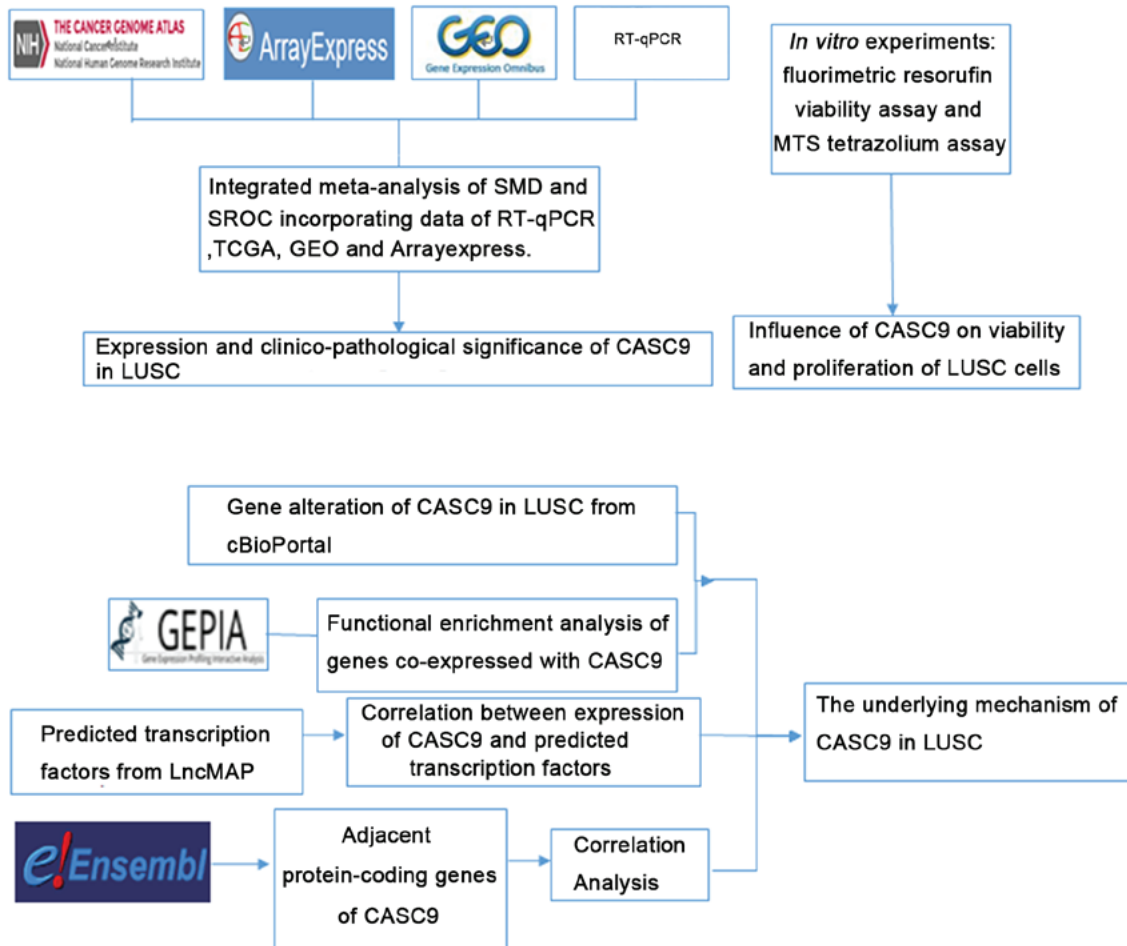 NIH
THE CANCER GENOME ATLAS
National Cancer Institute
National Human Genome Research Institute
ArrayExpress
GEO
Gene Expression Omnibus
RT-qPCR
In vitro experiments:
fluorimetric resorufin
viability assay and
MTS tetrazolium assay
Integrated meta-analysis of SMD and
SROC incorporating data of RT-qPCR
,TCGA, GEO and Arrayexpress.
Expression and clinico-pathological significance of CASC9
in LUSC
Influence of CASC9 on viability
and proliferation of LUSC cells
Gene alteration of CASC9 in LUSC from
cBioPortal
GEPIA
Gene Expression Profiling Interactive Analysis
Functional enrichment analysis of
genes co-expressed with CASC9
Predicted transcription
factors from LncMAP
Correlation between expression
of CASC9 and predicted
transcription factors
The underlying mechanism of
CASC9 in LUSC
e!Ensembl
Adjacent
protein-coding genes
of CASC9
Correlation
Analysis